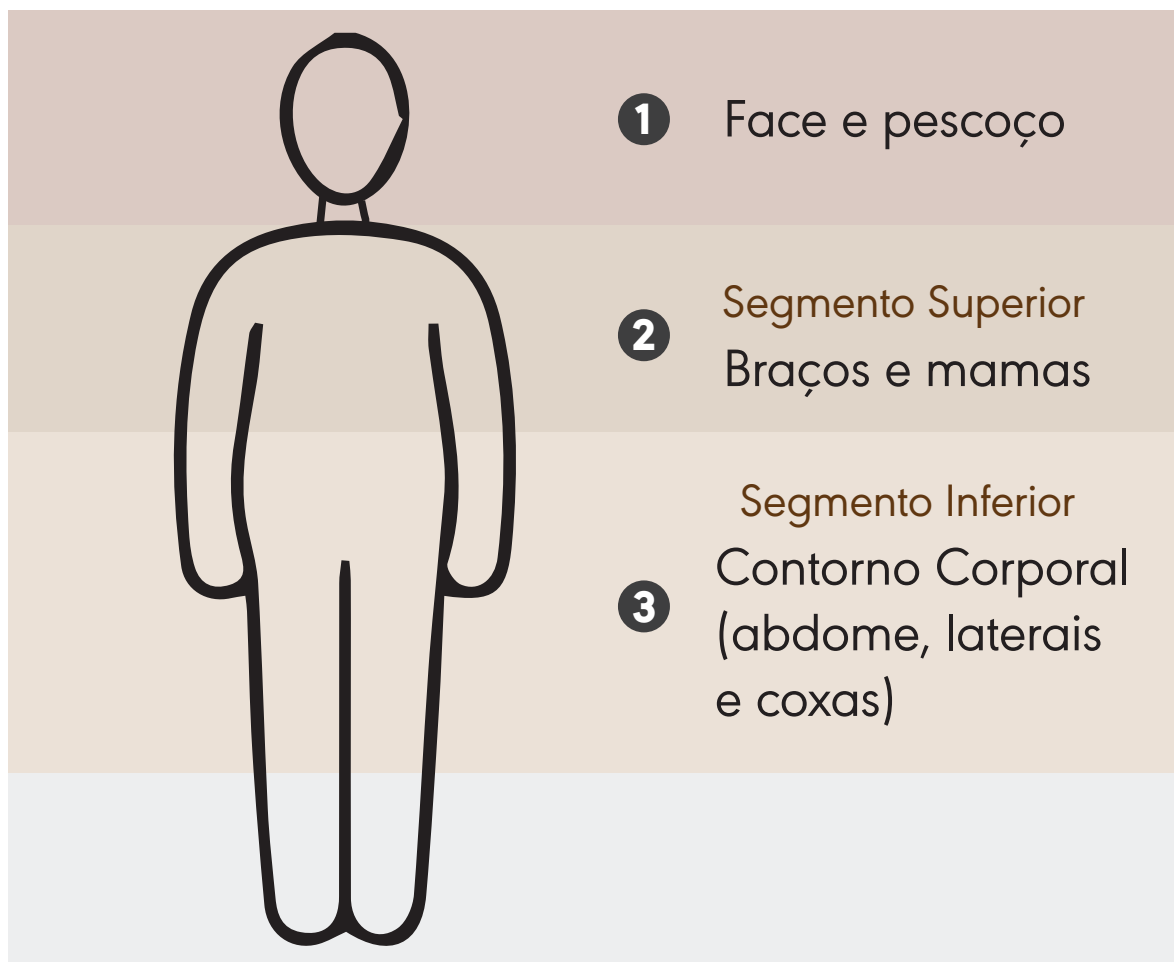 1 Face e pescoço
Segmento Superior
2 Braços e mamas
Segmento Inferior
3 Contorno Corporal
(abdome, laterais
e coxas)